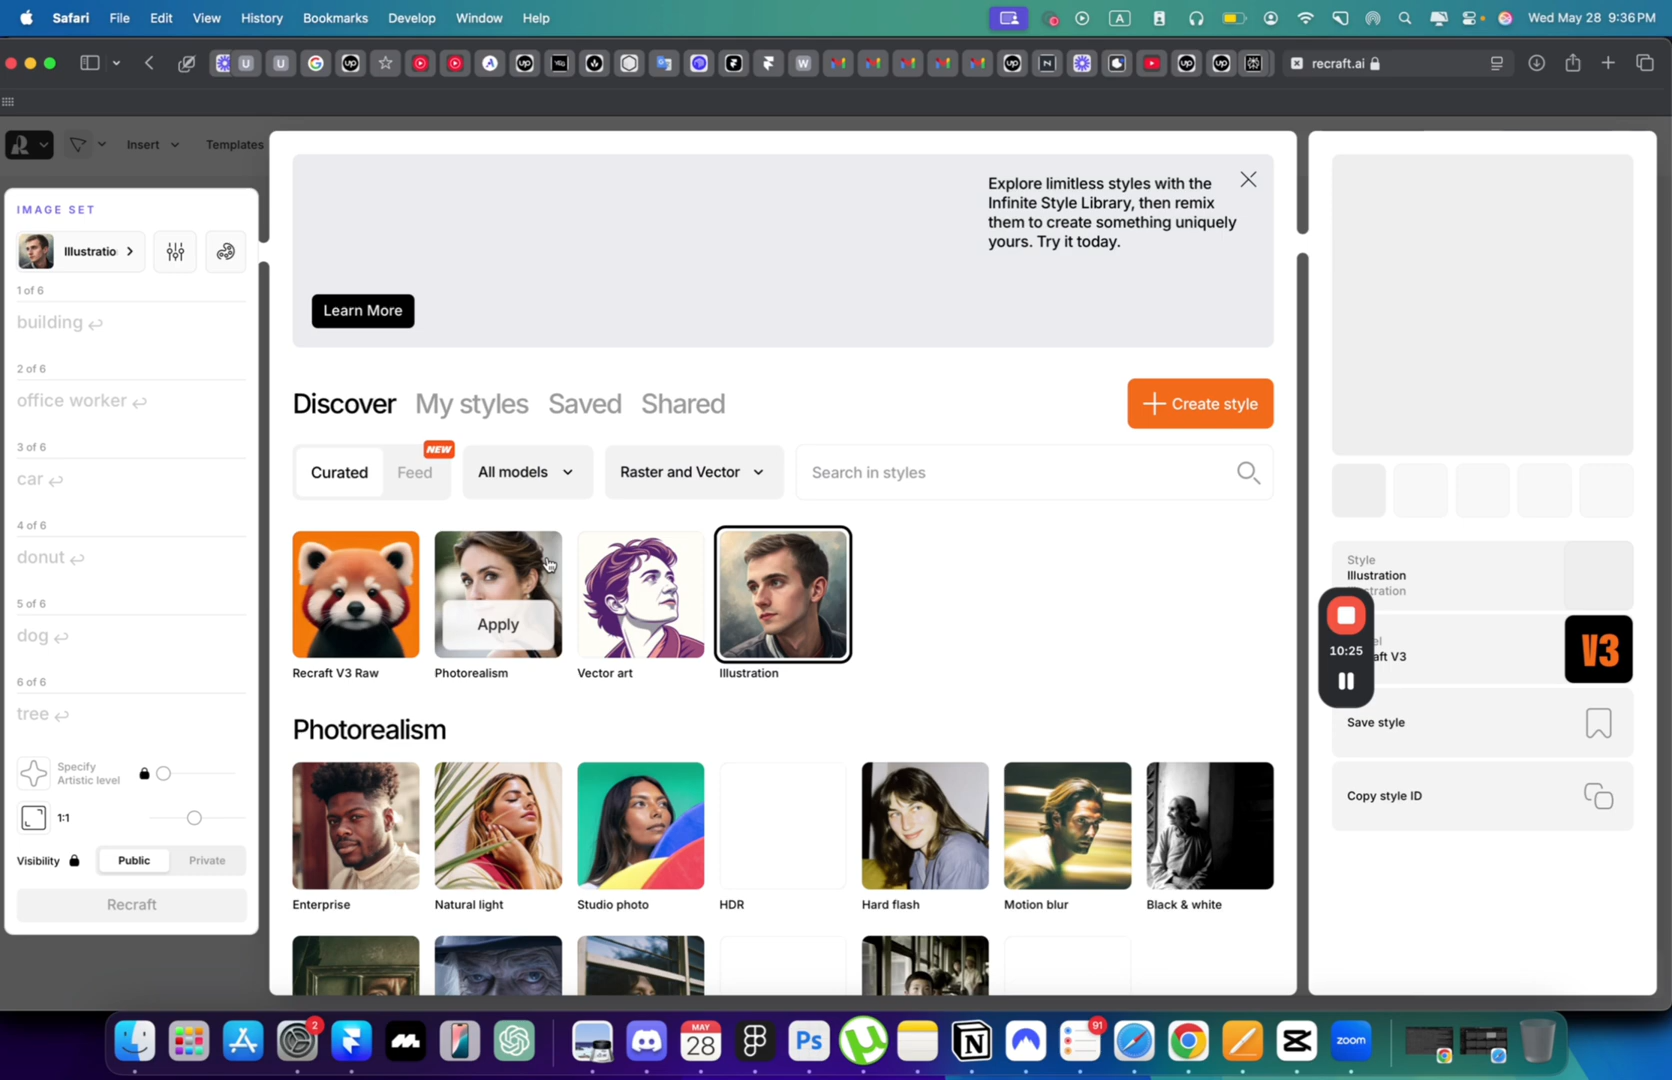 Safari File Edit View History Bookmarks Develop Window Help
A
Wed May 28 9:36 PM
recraft.ai
Insert
Templates
IMAGE SET
Illustratio
1 of 6
building
2 of 6
office worker
3 of 6
car
4 of 6
donut
5 of 6
dog
6 of 6
tree
Specify
Artistic level
1:1
Visibility
Public
Private
Recraft
Explore limitless styles with the
Infinite Style Library, then remix
them to create something uniquely
yours. Try it today.
Learn More
Discover My styles Saved Shared
Create style
Curated
Feed
NEW
All models
Raster and Vector
Search in styles
Apply
Recraft V3 Raw
Photorealism
Vector art
Illustration
Photorealism
Enterprise
Natural light
Studio photo
HDR
Hard flash
Motion blur
Black & white
Style
Illustration
stration
el
aft V3
V3
10:25
Save style
Copy style ID
2
MAY
28
Ps
91
zoom